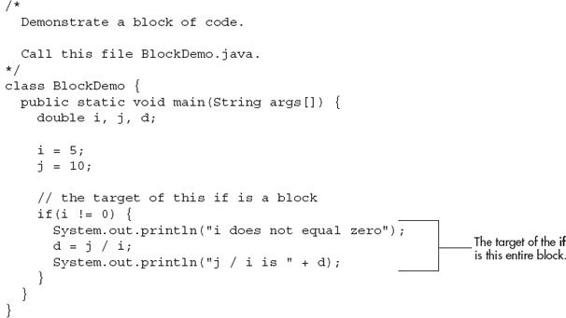 /*
Demonstrate a block of code.
Call this file BlockDemo.java.
*/
class BlockDemo {
public static void main(String args[]) {
double i, j, d;
i = 5;
j = 10;
// the target of this if is a block
if(i != 0) {
System.out.println("i does not equal zero");
d = j / i;
System.out.println("j / i is " + d);
}
}
}
The target of the if
is this entire block.